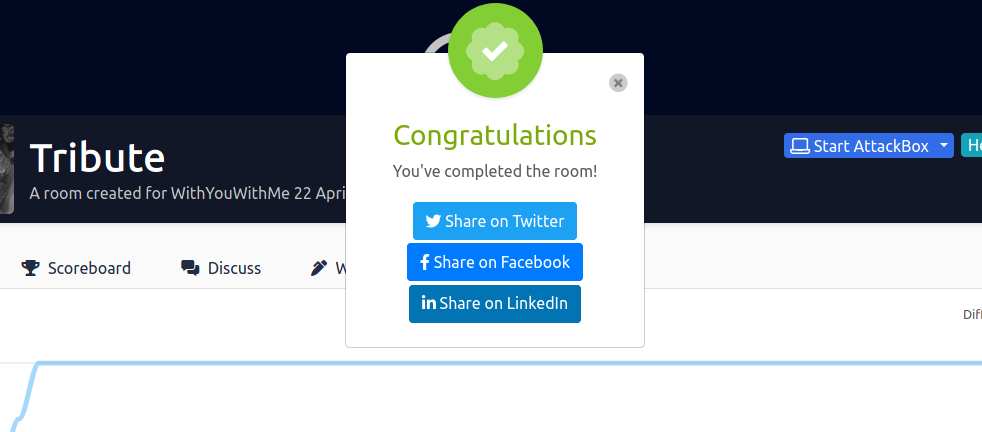 Congratulations
You've completed the room!
Share on Twitter
Share on Facebook
Share on LinkedIn
Tribute
A room created for WithYouWithMe 22 Apri
Start AttackBox
Scoreboard
Discuss